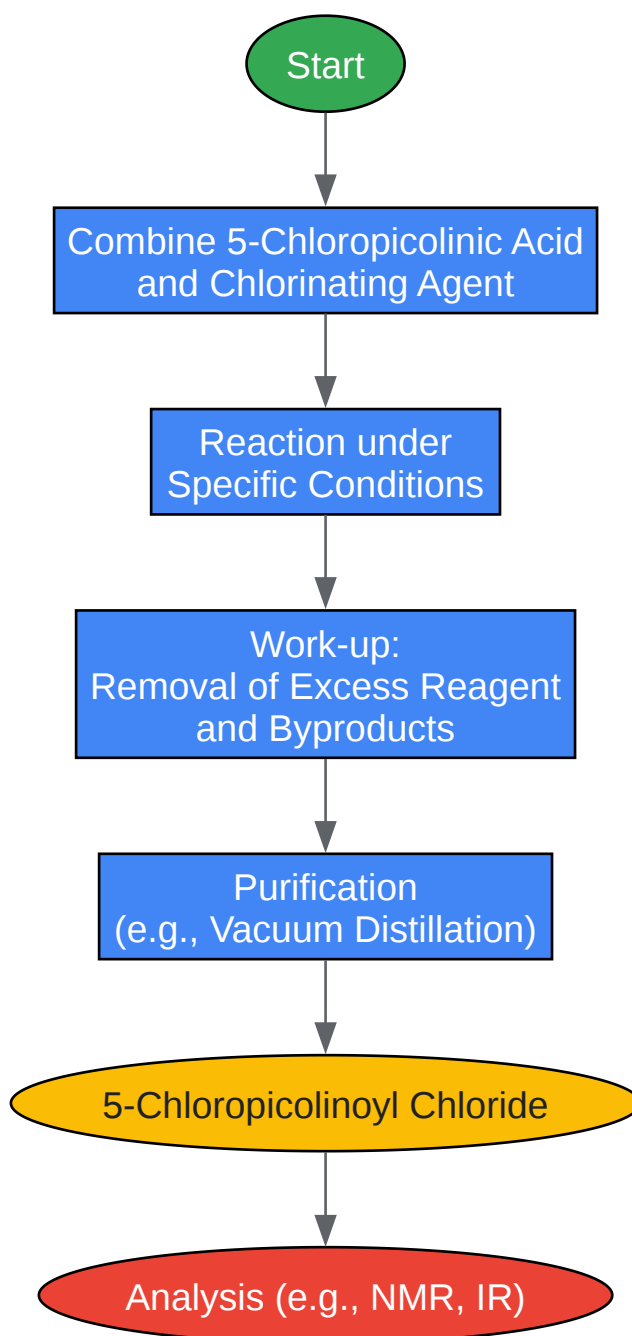 Start
Combine 5-Chloropicolinic Acid
and Chlorinating Agent
Reaction under
Specific Conditions
Work-up:
Removal of Excess Reagent
and Byproducts
Purification
(e.g., Vacuum Distillation)
5-Chloropicolinoyl Chloride
Analysis (e.g., NMR, IR)